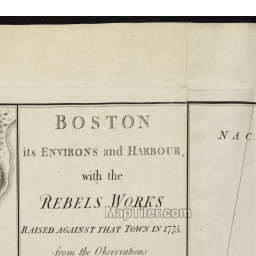 BOSTON
its ENVIRONS and HARBOUR,
with the
REBELS WORKS
RAISED AGAINST THAT TOWN IN 1775.
from the Observations
NAC
MapTiler.com